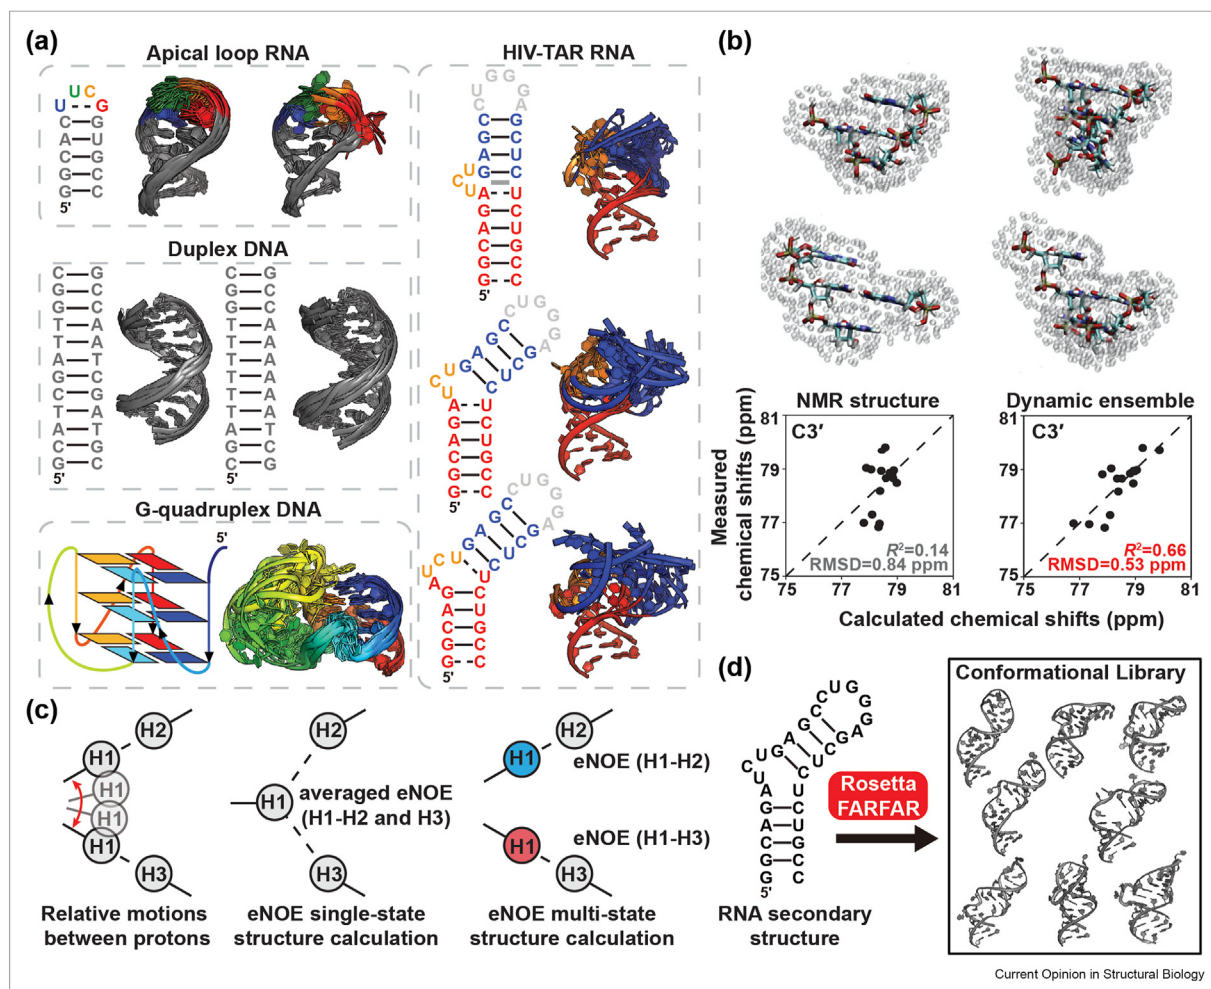 (a)
Apical loop RNA
U C
U G
C - - G
A — U
C — G
G — C
G — C
5'
Duplex DNA
C — G
G — C
G — C
T — A
T — A
A — T
G — C
C — G
T — A
C — G
A — T
G — C
5'
C — G
G — C
G — C
T — A
T — A
T — A
T — A
T — A
T — A
A — T
G — C
C — G
5'
G-quadruplex DNA
5'
HIV-TAR RNA
G G
U G
C A
C G
G C
A U
G C
U
C
U
A U
G C
A U
C G
G C
G C
5'
C U G
G
G
A
C G
G C
A U
G C
U
C
U
A U
G C
A U
C G
G C
G C
5'
C U G
G
G
A
C G
G C
A U
G C
U
C
U
A U
G C
A U
C G
G C
G C
5'
(b)
NMR structure
Dynamic ensemble
Measured
chemical shifts (ppm)
81
79
77
75
C3′
R²=0.14
RMSD=0.84 ppm
75 77 79 81
81
79
77
75
C3′
R²=0.66
RMSD=0.53 ppm
75 77 79 81
Calculated chemical shifts (ppm)
(c)
H2
H1
H1
H1
H1
H3
Relative motions
between protons
H2
H1
averaged eNOE
(H1-H2 and H3)
H3
eNOE single-state
structure calculation
H2
H1
eNOE (H1-H2)
eNOE (H1-H3)
H1
H3
eNOE multi-state
structure calculation
(d)
U G
C G
C G
G A
A G
G C
U U
C
U C
A U
G C
A U
C G
G C
G C
5'
RNA secondary
structure
Rosetta
FARFAR
Conformational Library
Current Opinion in Structural Biology